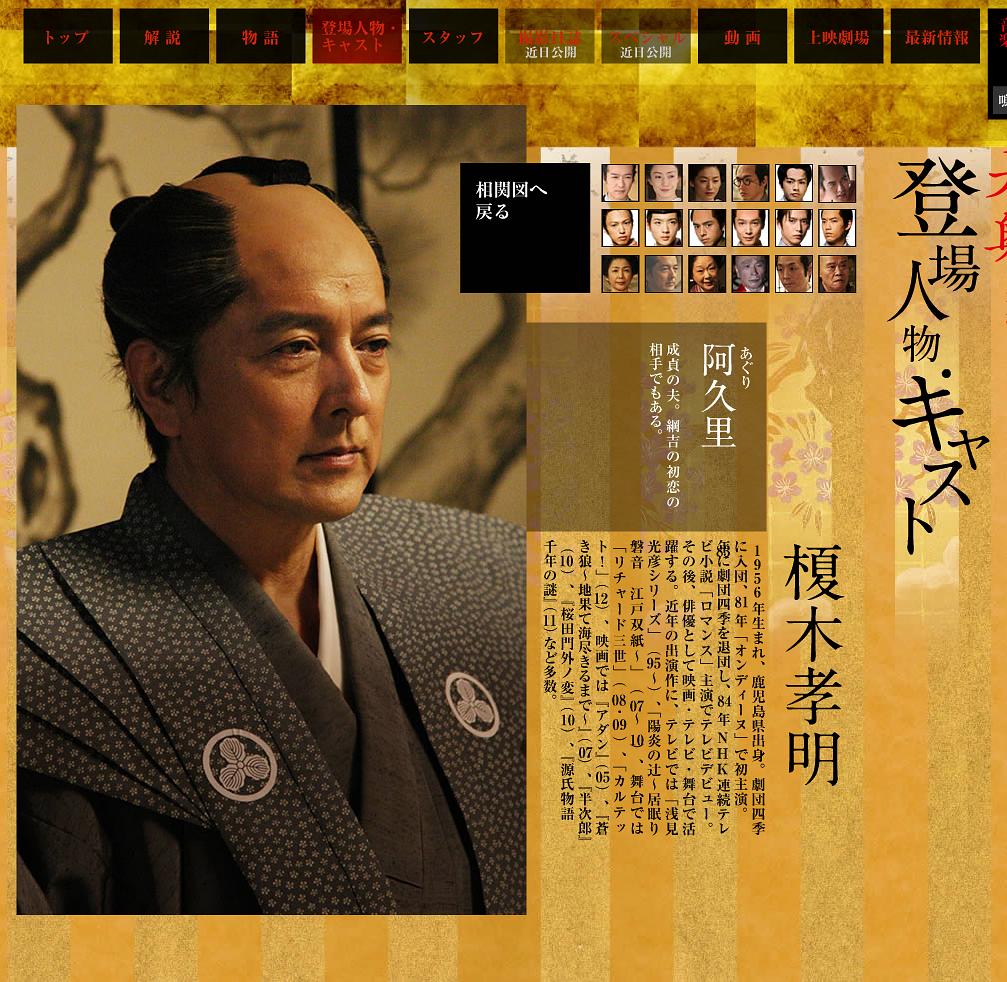 トップ
解説
物語
登場人物・
キャスト
スタッフ
近日公開
スペシャル
近日公開
動画
上映劇場
最新情報
相関図へ
戻る
登場人物・キャスト
あぐり
阿久里
成貞の夫。綱吉の初恋の
相手でもある。
榎木孝明
1956年生まれ、鹿児島県出身。劇団四季
に入団、81年「オンディーヌ」で初主演。
年に劇団四季を退団し、84年NHK連続テレ
ビ小説「ロマンス」主演でテレビデビュー。
その後、俳優として映画・テレビ・舞台で活
躍する。近年の出演作に、テレビでは「浅見
光彦シリーズ」(95〜)、「陽炎の辻〜居眠り
磐音 江戸双紙〜」(07〜10)、舞台では
「リチャード三世」(08・09)、「カルテッ
ト!」(12)、映画では『アダン』(05)、『蒼
き狼〜地果て海尽きるまで〜』(07)、『半次郎』
(10)、『桜田門外ノ変』(10)、『源氏物語
千年の謎』(11)など多数。